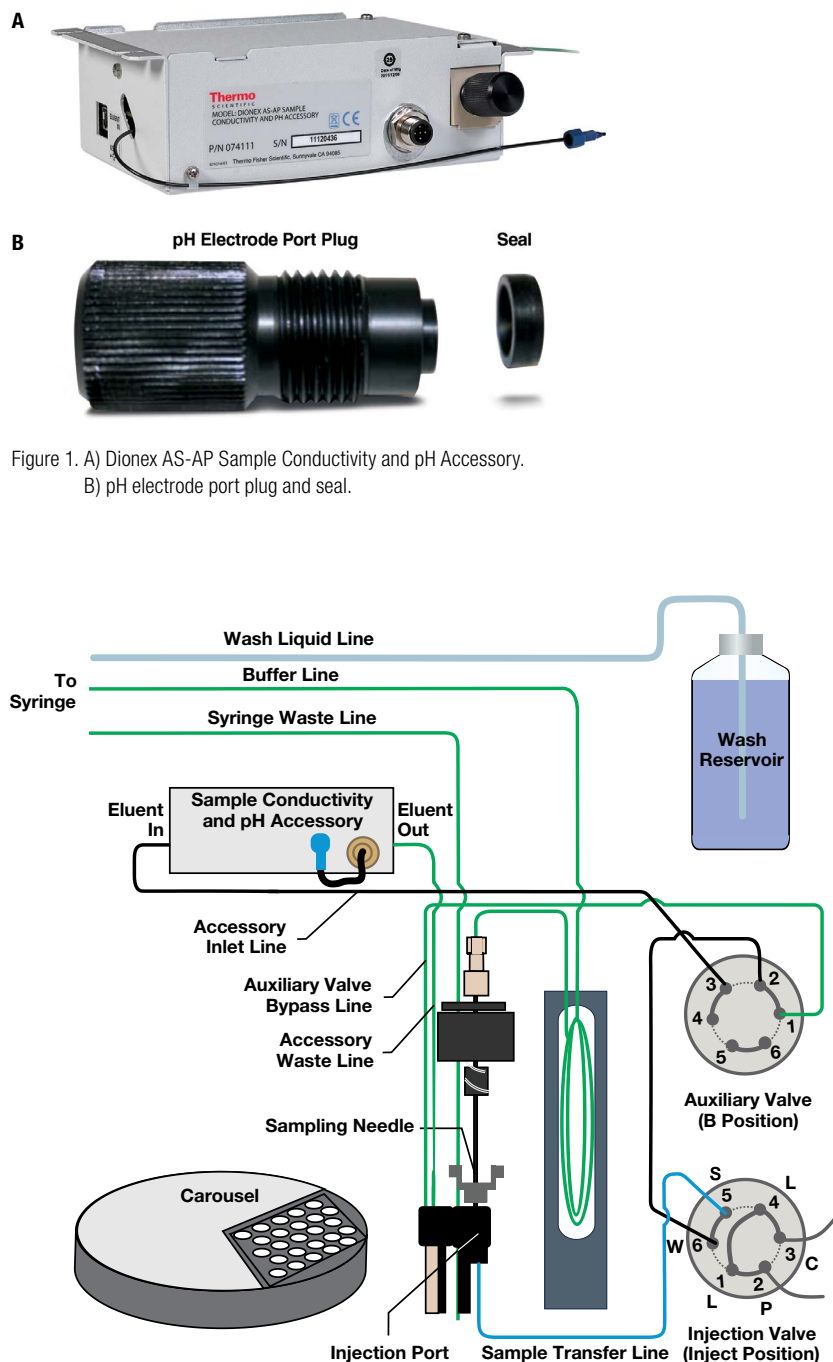 A
Thermo
SCIENTIFIC
MODEL: DIONEX AS-AP SAMPLE
CONDUCTIVITY AND PH ACCESSORY
P/N 074111
S/N 11120436
Thermo Fisher Scientific, Sunnyvale CA 94085
B
pH Electrode Port Plug
Seal
Figure 1. A) Dionex AS-AP Sample Conductivity and pH Accessory.
B) pH electrode port plug and seal.
Wash Liquid Line
To
Syringe
Buffer Line
Syringe Waste Line
Wash
Reservoir
Eluent
In
Sample Conductivity
and pH Accessory
Eluent
Out
Accessory
Inlet Line
Auxiliary Valve
Bypass Line
Accessory
Waste Line
3
2
4
1
5
6
Auxiliary Valve
(B Position)
Sampling Needle
Carousel
S
L
5
4
W
6
3
C
1
2
L
P
Injection Port
Sample Transfer Line
Injection Valve
(Inject Position)